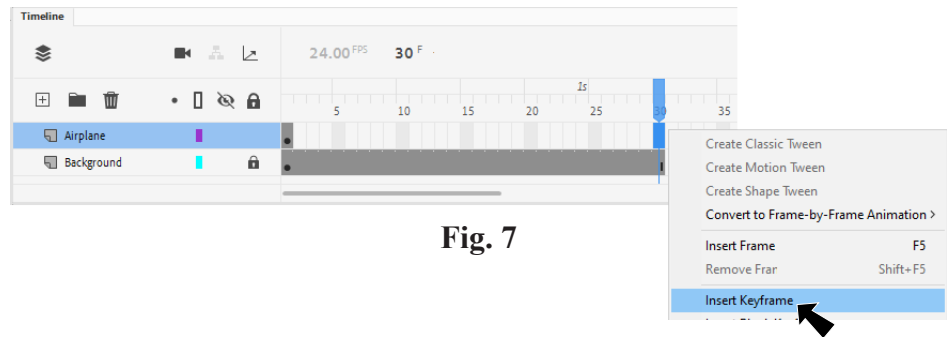 Timeline
24.00 FPS 30 F
1s
5 10 15 20 25 30 35
Airplane
Background
Create Classic Tween
Create Motion Tween
Create Shape Tween
Convert to Frame-by-Frame Animation >
Insert Frame F5
Remove Frar Shift+F5
Insert Keyframe
Fig. 7